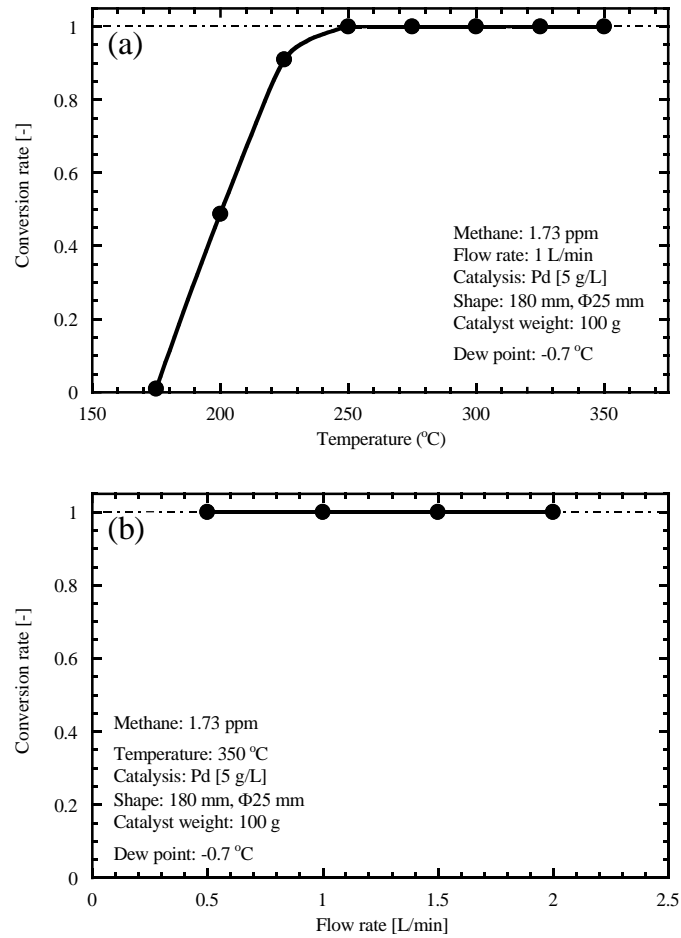 (a)
1
0.8
0.6
0.4
0.2
0
Conversion rate [-]
Methane: 1.73 ppm
Flow rate: 1 L/min
Catalysis: Pd [5 g/L]
Shape: 180 mm, Φ25 mm
Catalyst weight: 100 g
Dew point: -0.7 °C
150 200 250 300 350
Temperature (°C)
(b)
1
0.8
0.6
0.4
0.2
0
Conversion rate [-]
Methane: 1.73 ppm
Temperature: 350 °C
Catalysis: Pd [5 g/L]
Shape: 180 mm, Φ25 mm
Catalyst weight: 100 g
Dew point: -0.7 °C
0 0.5 1 1.5 2 2.5
Flow rate [L/min]